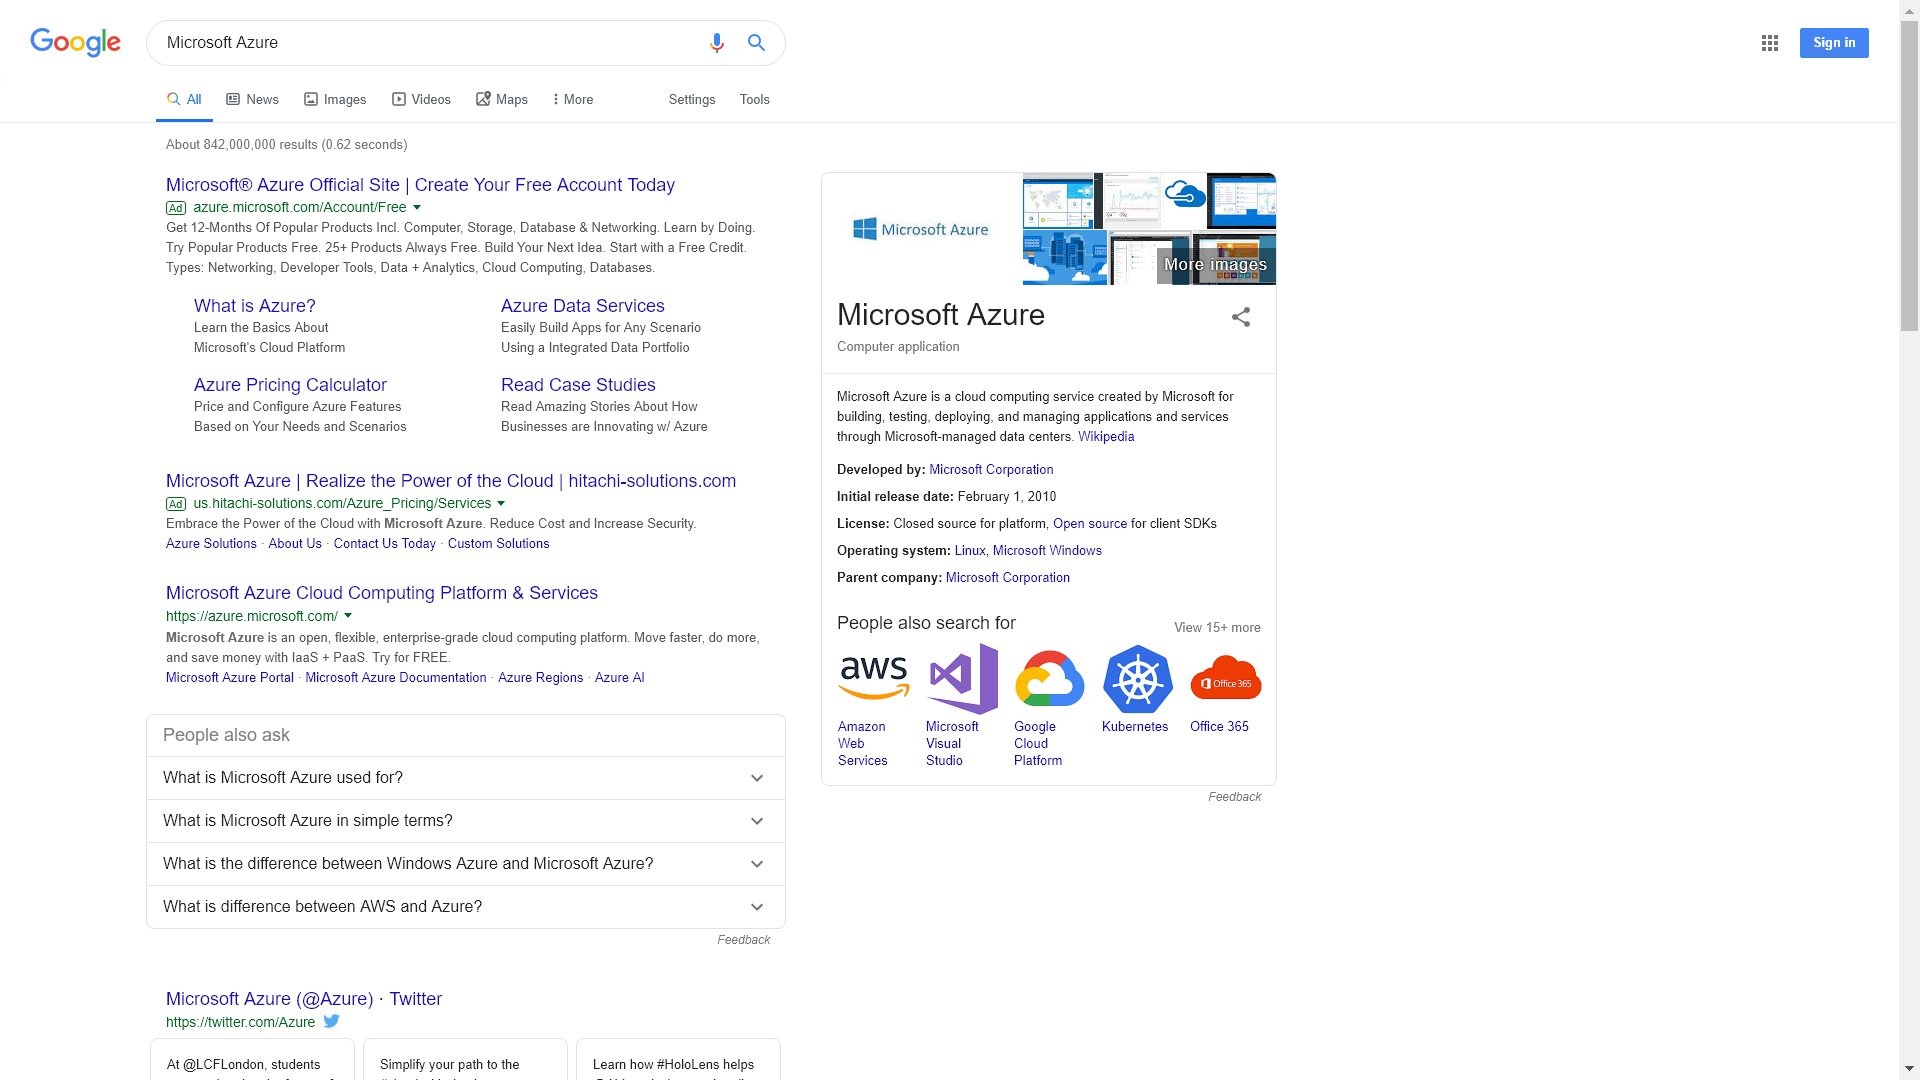 Google
Microsoft Azure
Sign in
All
News
Images
Videos
Maps
More
Settings
Tools
About 842,000,000 results (0.62 seconds)
Microsoft® Azure Official Site | Create Your Free Account Today
Ad azure.microsoft.com/Account/Free
Get 12-Months Of Popular Products Incl. Computer, Storage, Database & Networking. Learn by Doing.
Try Popular Products Free. 25+ Products Always Free. Build Your Next Idea. Start with a Free Credit.
Types: Networking, Developer Tools, Data + Analytics, Cloud Computing, Databases.
What is Azure?
Learn the Basics About
Microsoft's Cloud Platform
Azure Data Services
Easily Build Apps for Any Scenario
Using a Integrated Data Portfolio
Azure Pricing Calculator
Price and Configure Azure Features
Based on Your Needs and Scenarios
Read Case Studies
Read Amazing Stories About How
Businesses are Innovating w/ Azure
Microsoft Azure | Realize the Power of the Cloud | hitachi-solutions.com
Ad us.hitachi-solutions.com/Azure_Pricing/Services
Embrace the Power of the Cloud with Microsoft Azure. Reduce Cost and Increase Security.
Azure Solutions · About Us · Contact Us Today · Custom Solutions
Microsoft Azure Cloud Computing Platform & Services
https://azure.microsoft.com/
Microsoft Azure is an open, flexible, enterprise-grade cloud computing platform. Move faster, do more,
and save money with IaaS + PaaS. Try for FREE.
Microsoft Azure Portal · Microsoft Azure Documentation · Azure Regions · Azure AI
People also ask
What is Microsoft Azure used for?
What is Microsoft Azure in simple terms?
What is the difference between Windows Azure and Microsoft Azure?
What is difference between AWS and Azure?
Feedback
Microsoft Azure (@Azure) · Twitter
https://twitter.com/Azure
At @LCFLondon, students
Simplify your path to the
Learn how #HoloLens helps
Microsoft Azure
More images
Microsoft Azure
Computer application
Microsoft Azure is a cloud computing service created by Microsoft for
building, testing, deploying, and managing applications and services
through Microsoft-managed data centers. Wikipedia
Developed by: Microsoft Corporation
Initial release date: February 1, 2010
License: Closed source for platform, Open source for client SDKs
Operating system: Linux, Microsoft Windows
Parent company: Microsoft Corporation
People also search for
View 15+ more
aws
Office 365
Amazon
Web
Services
Microsoft
Visual
Studio
Google
Cloud
Platform
Kubernetes
Office 365
Feedback